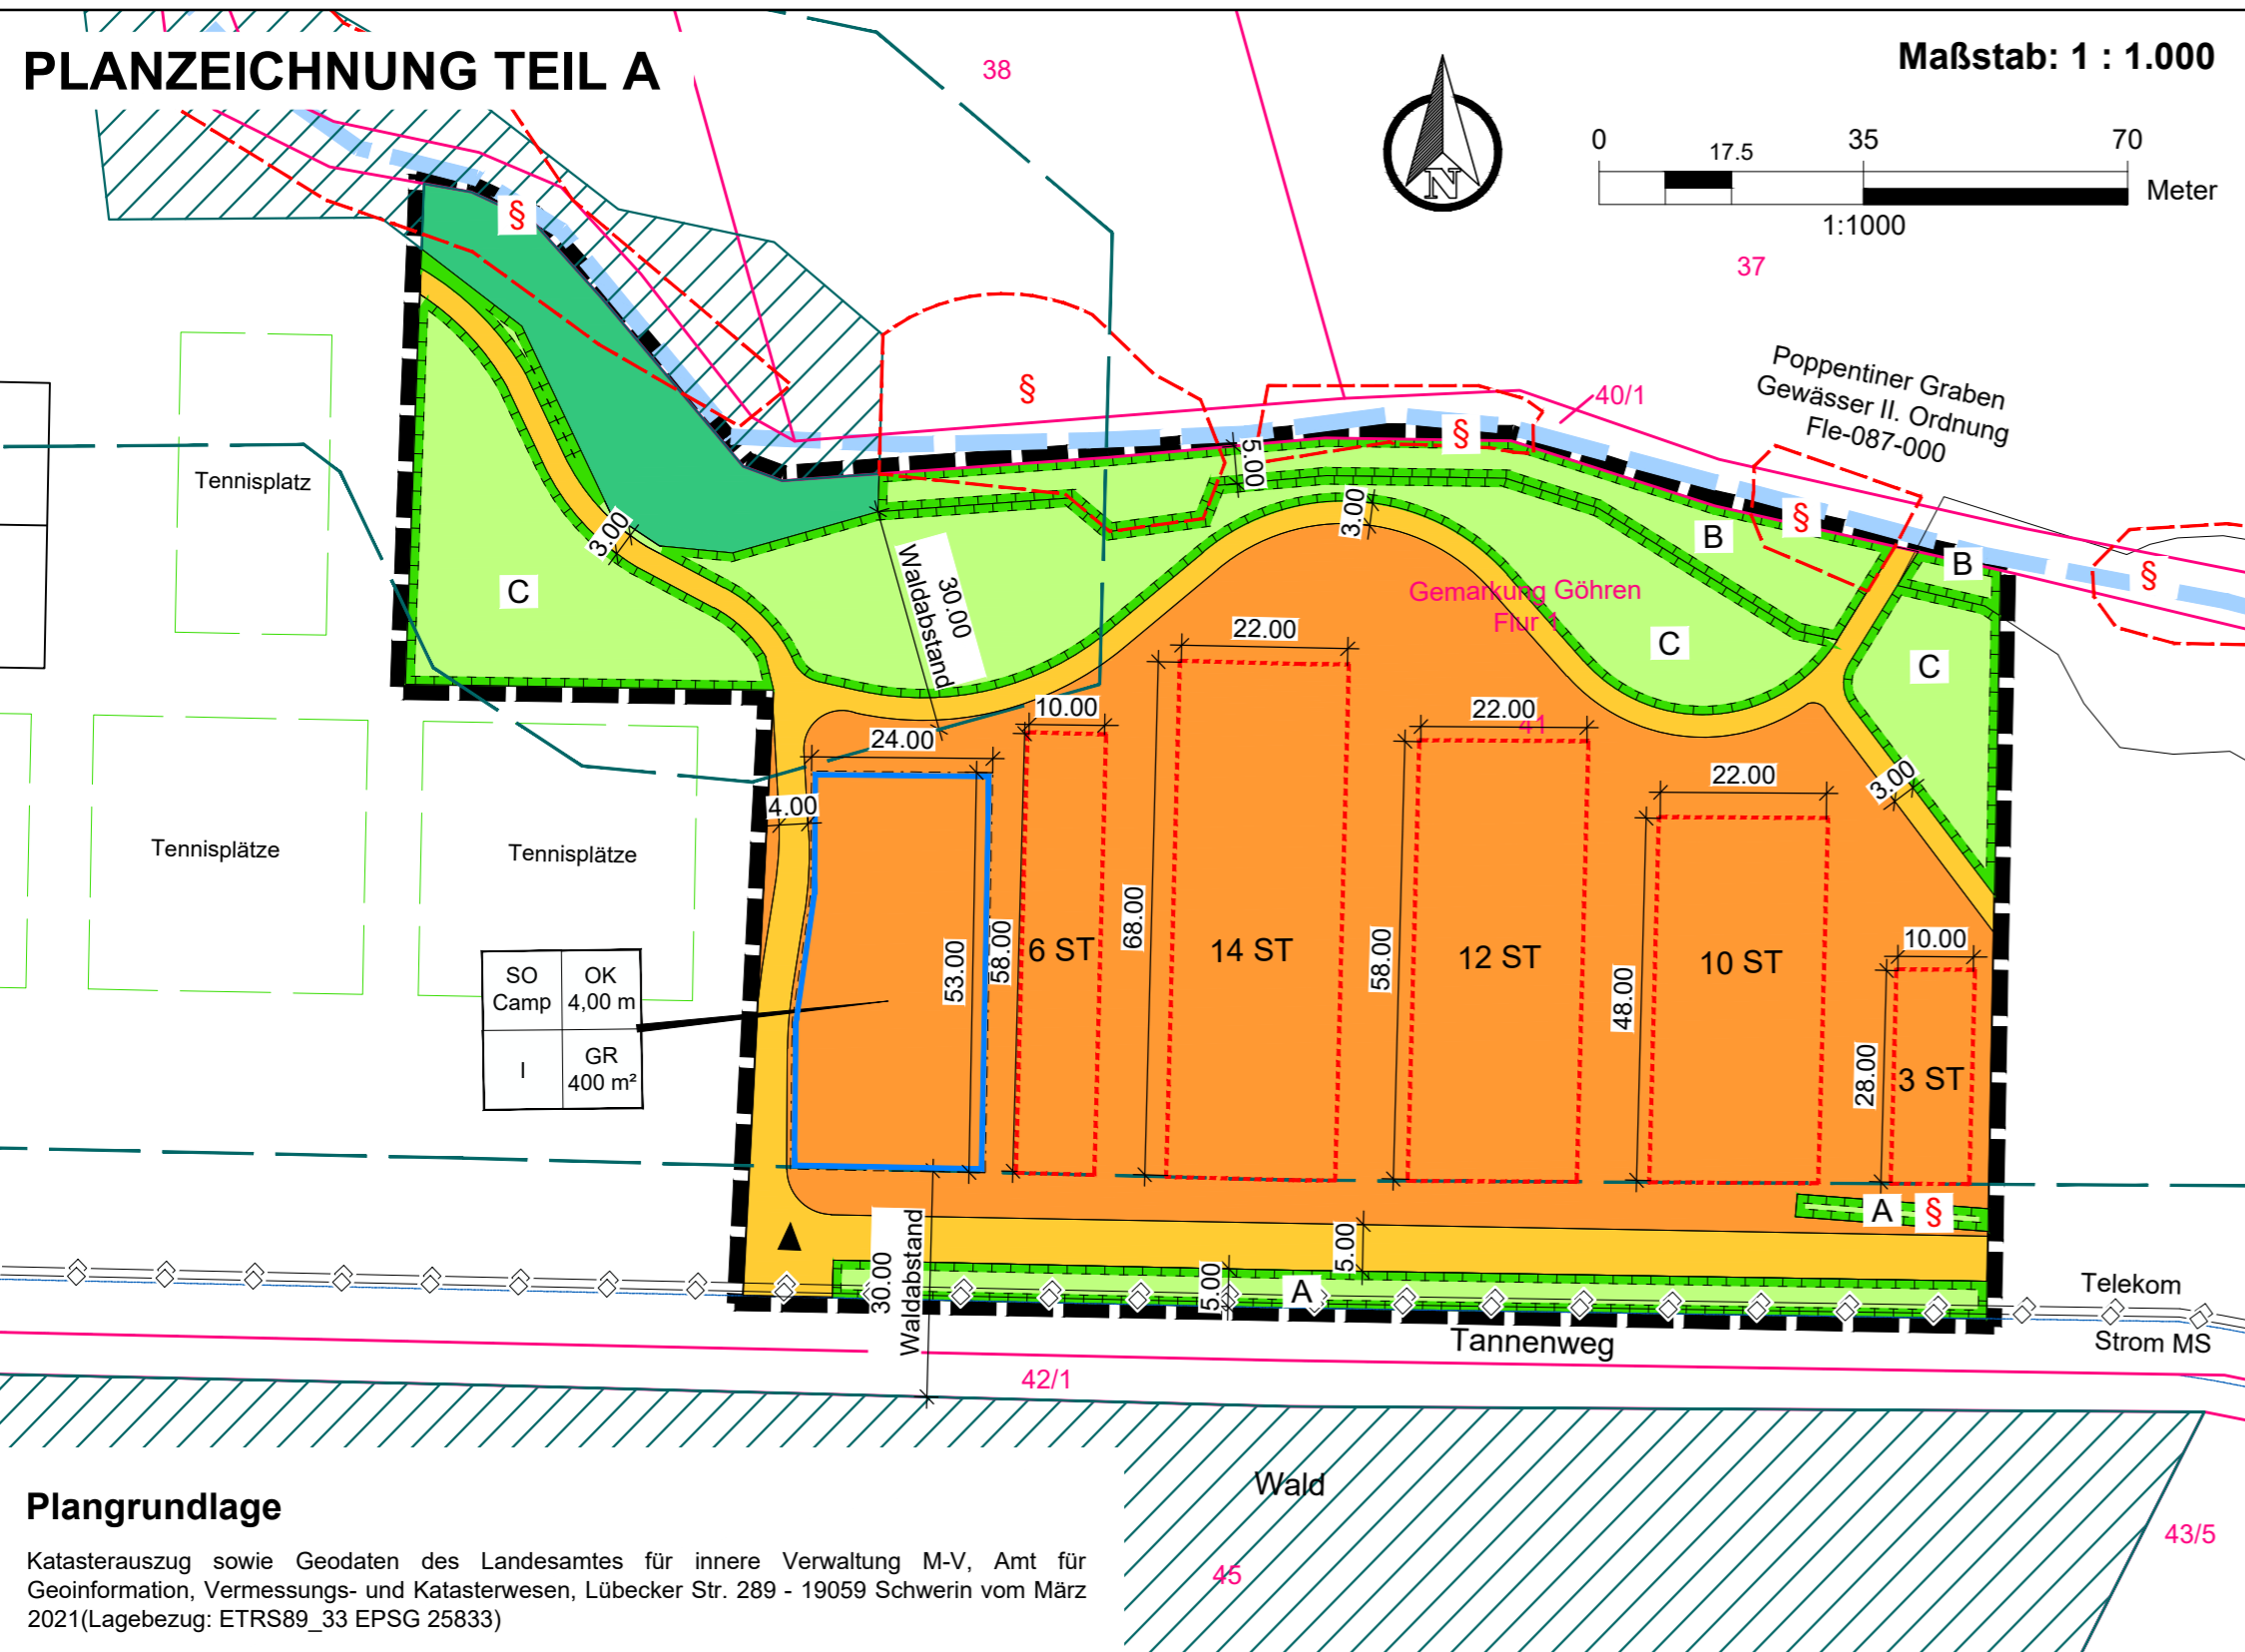 PLANZEICHNUNG TEIL A
Maßstab: 1 : 1.000
38
0
17.5
35
70
Meter
1:1000
N
37
§
§
40/1
§
Poppentiner Graben
Gewässer II. Ordnung
Fle-087-000
5.00
3.00
Tennisplatz
3.00
B
§
B
§
C
30.00
Waldabstand
Gemarkung Göhren
Flur 1
C
C
22.00
10.00
22.00
41
24.00
22.00
3.00
4.00
Tennisplätze
Tennisplätze
53.00
58.00
6 ST
68.00
14 ST
58.00
12 ST
48.00
10 ST
10.00
28.00
3 ST
SO
Camp
OK
4,00 m
I
GR
400 m²
A
§
30.00
Waldabstand
5.00
5.00
A
Telekom
Strom MS
Tannenweg
42/1
Wald
45
43/5
Plangrundlage
Katasterauszug sowie Geodaten des Landesamtes für innere Verwaltung M-V, Amt für
Geoinformation, Vermessungs- und Katasterwesen, Lübecker Str. 289 - 19059 Schwerin vom März
2021(Lagebezug: ETRS89_33 EPSG 25833)